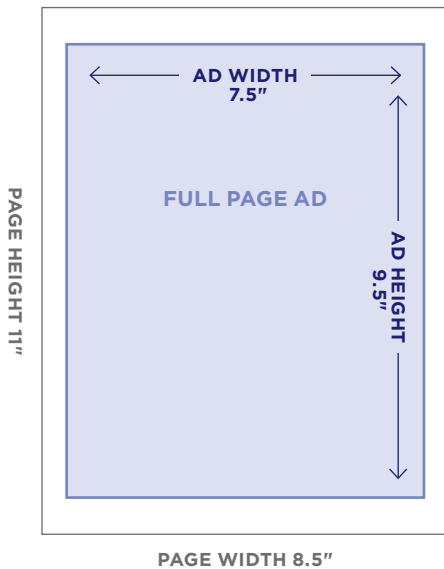 AD WIDTH
7.5"
FULL PAGE AD
AD HEIGHT
9.5"
PAGE HEIGHT 11"
PAGE WIDTH 8.5"